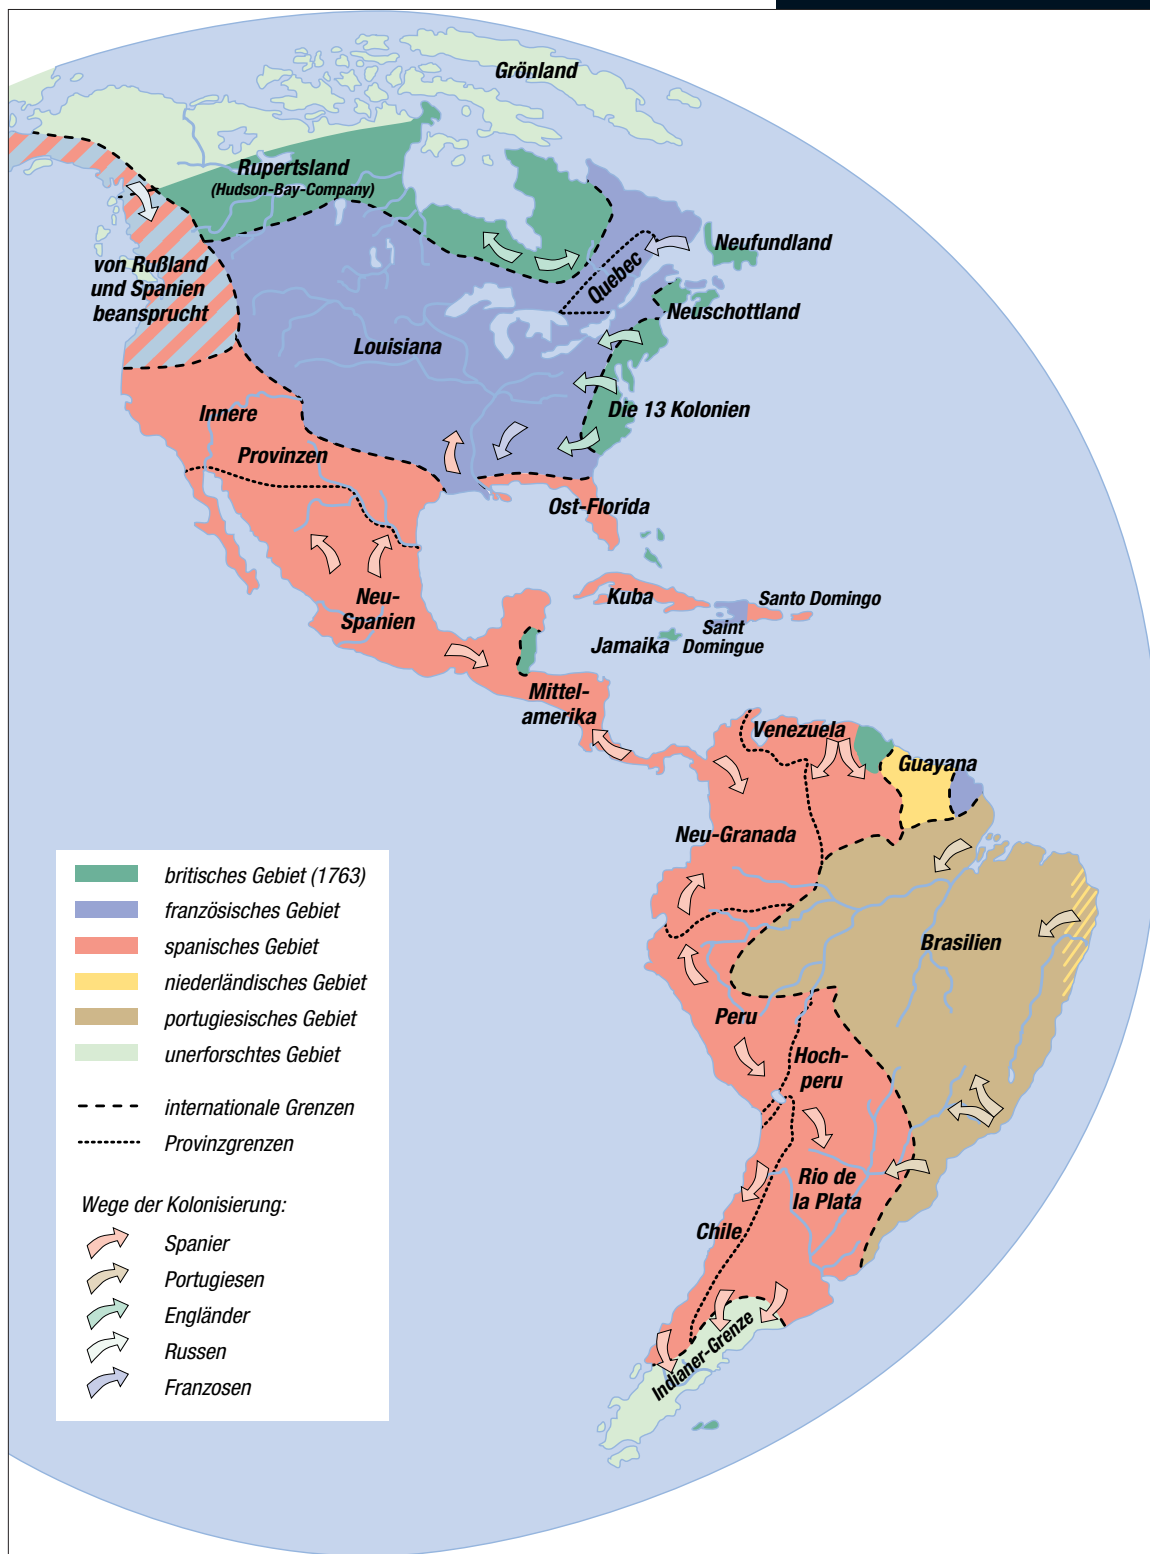 Grönland
Rupertsland
(Hudson-Bay-Company)
Neufundland
von Rußland
und Spanien
beansprucht
Quebec
Neuschottland
Louisiana
Die 13 Kolonien
Innere
Provinzen
Ost-Florida
Neu-
Spanien
Kuba
Santo Domingo
Jamaika
Saint
Domingue
Mittel-
amerika
Venezuela
Guayana
Neu-Granada
Brasilien
Peru
Hoch-
peru
Rio de
la Plata
Chile
Indianer-Grenze
britisches Gebiet (1763)
französisches Gebiet
spanisches Gebiet
niederländisches Gebiet
portugiesisches Gebiet
unerforschtes Gebiet
internationale Grenzen
Provinzgrenzen
Wege der Kolonisierung:
Spanier
Portugiesen
Engländer
Russen
Franzosen